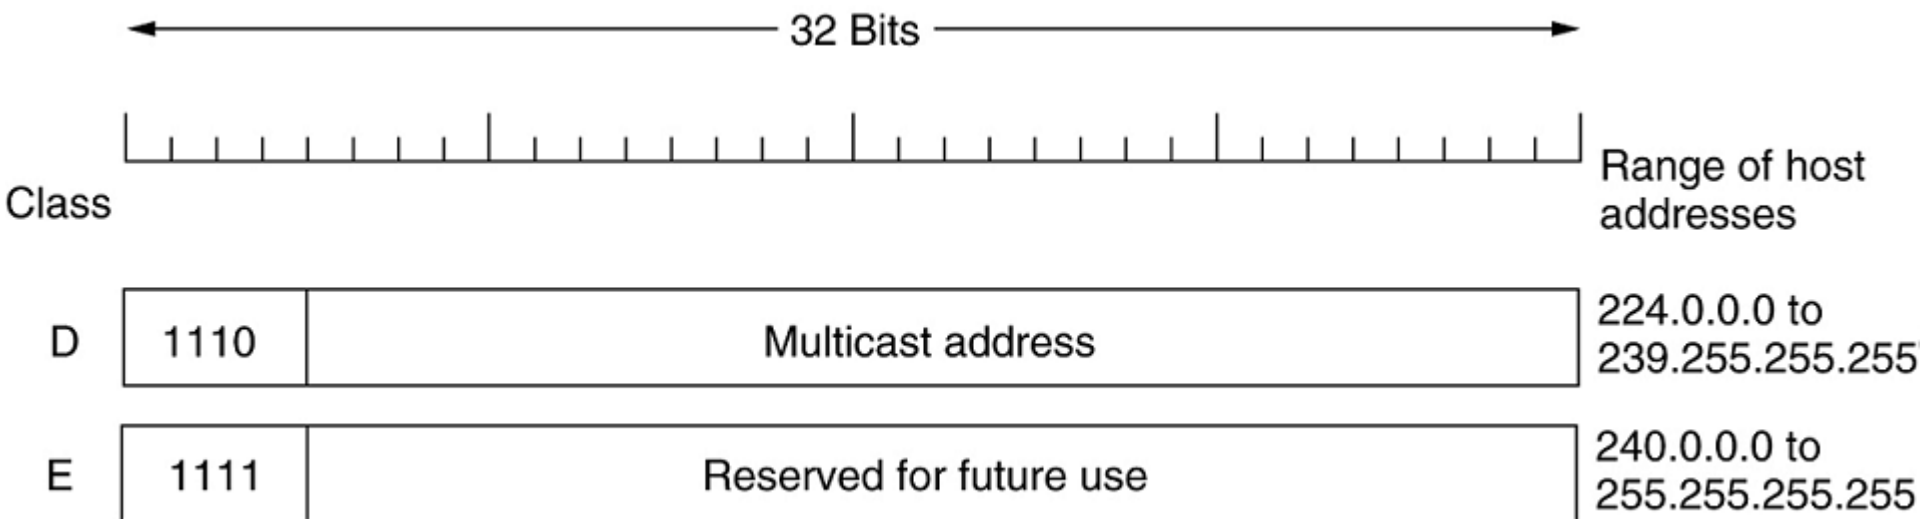 32 Bits
Range of host
addresses
Class
D
1110
Multicast address
224.0.0.0 to
239.255.255.255
E
1111
Reserved for future use
240.0.0.0 to
255.255.255.255